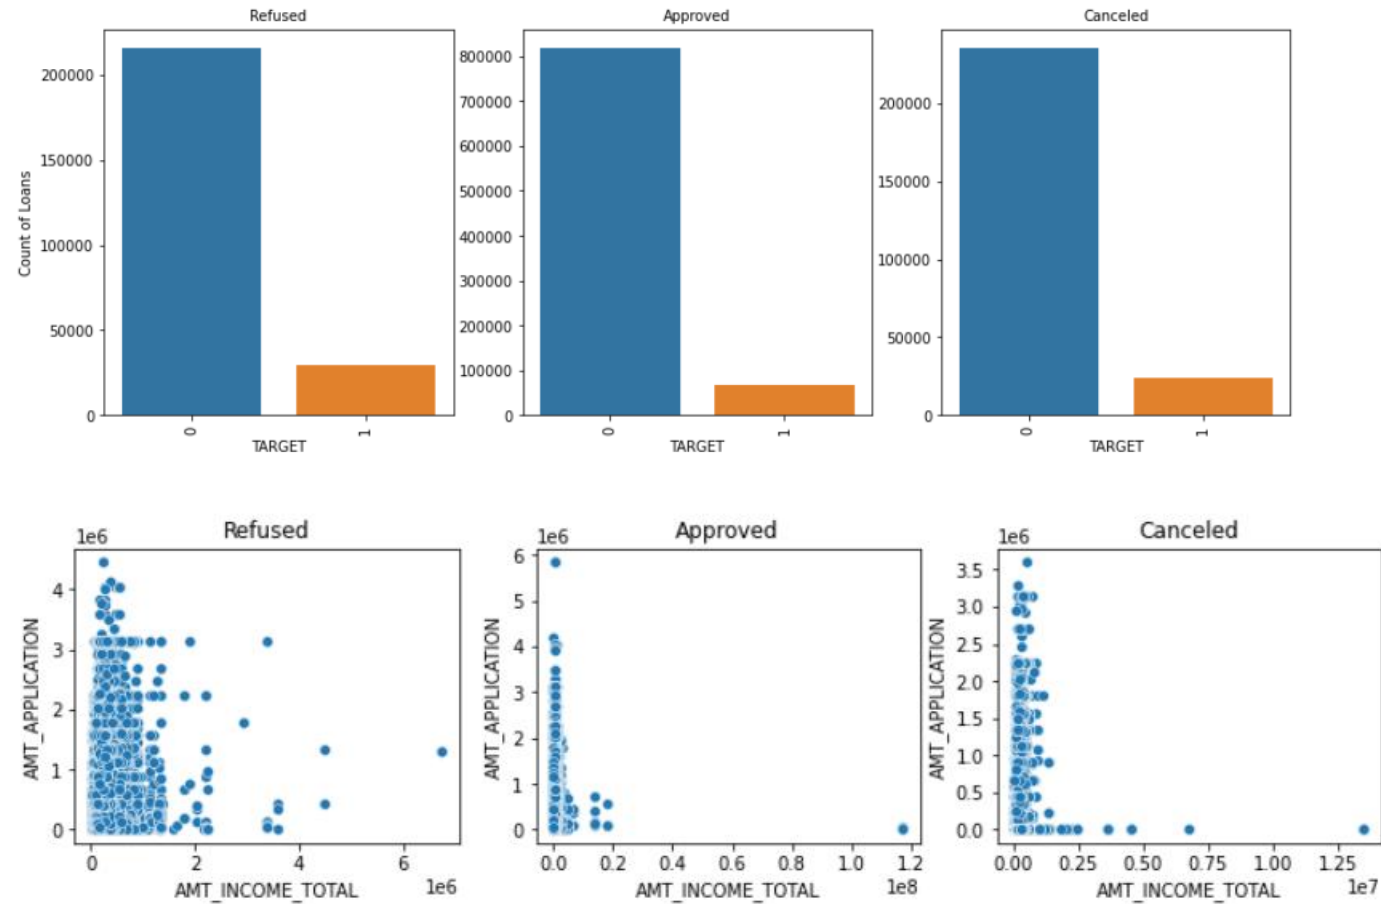 Refused
Count of Loans
200000
150000
100000
50000
0
0
1
TARGET
Approved
800000
700000
600000
500000
400000
300000
200000
100000
0
0
1
TARGET
Canceled
200000
150000
100000
50000
0
0
1
TARGET
Refused
1e6
AMT_APPLICATION
4
3
2
1
0
0
2
4
6
1e6
AMT_INCOME_TOTAL
Approved
1e6
AMT_APPLICATION
6
5
4
3
2
1
0
0.0
0.2
0.4
0.6
0.8
1.0
1.2
1e8
AMT_INCOME_TOTAL
Canceled
1e6
AMT_APPLICATION
3.5
3.0
2.5
2.0
1.5
1.0
0.5
0.0
0.00
0.25
0.50
0.75
1.00
1.25
1e7
AMT_INCOME_TOTAL